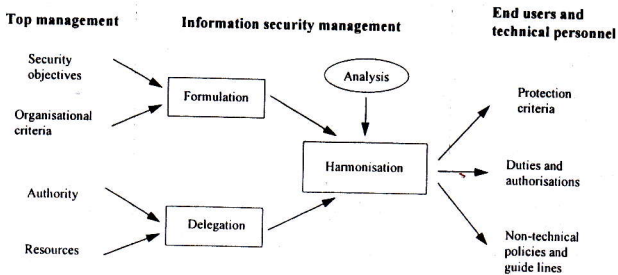 Top management
Information security management
End users and
technical personnel
Security
objectives
Organisational
criteria
Authority
Resources
Formulation
Delegation
Analysis
Harmonisation
Protection
criteria
Duties and
authorisations
Non-technical
policies and
guide lines